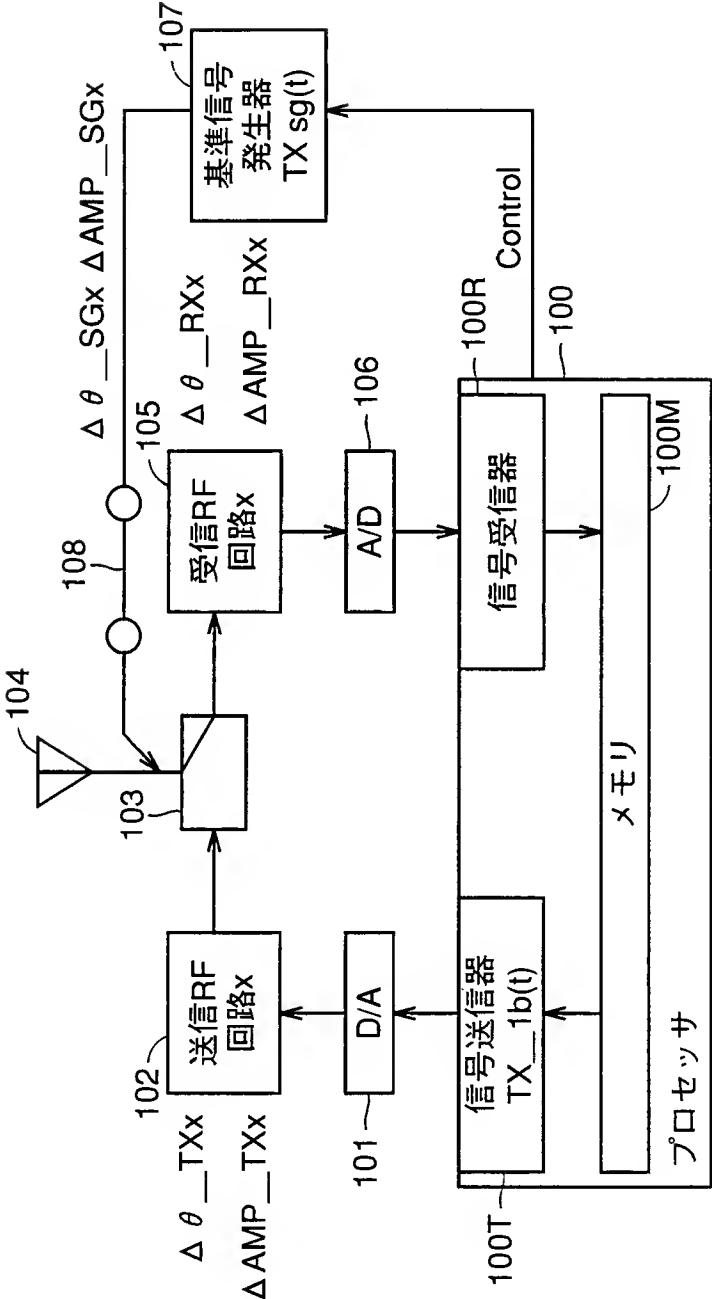 104
108
Δθ__SGx ΔAMP__SGx
107
基準信号
発生器
TX sg(t)
103
105
受信RF
回路x
Δθ__RXx
ΔAMP__RXx
102
送信RF
回路x
Δθ__TXx
ΔAMP__TXx
101
D/A
106
A/D
Control
100
100T
信号送信器
TX__1b(t)
100R
信号受信器
メモリ
100M
プロセッサ